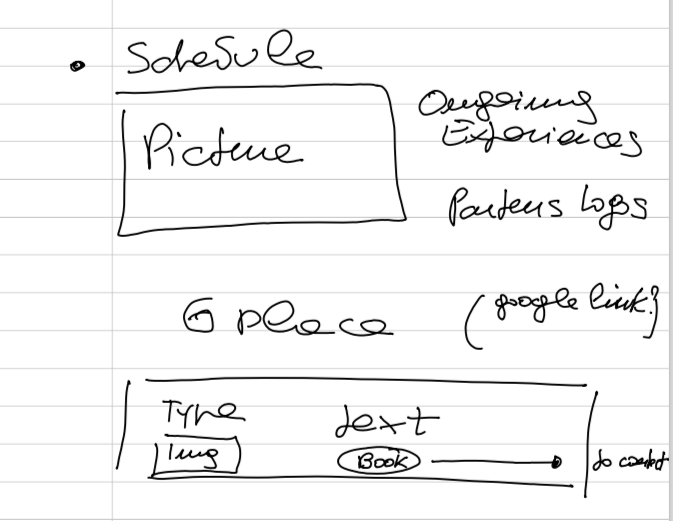 Schedule
Picture
Ongoing
Experiences
Partners logos
G place (google link?)
Type text
Img Book to contact